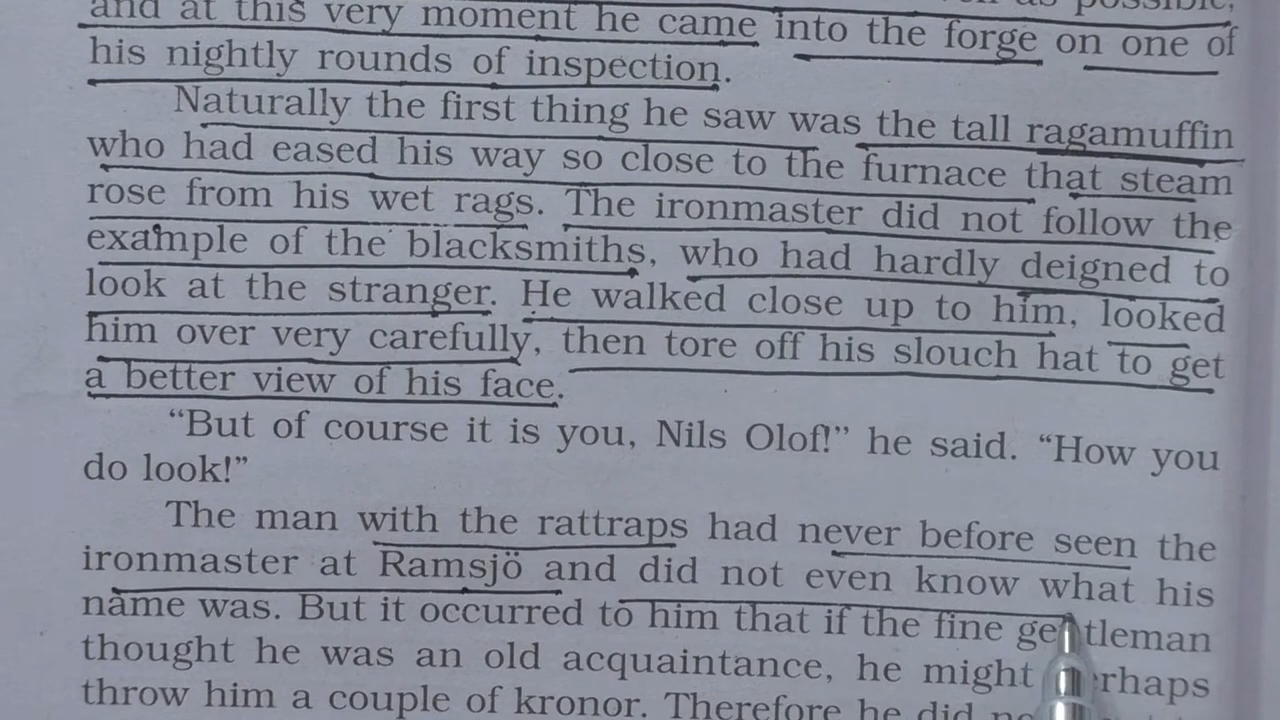 and at this very moment he came into the forge on one of
his nightly rounds of inspection.
Naturally the first thing he saw was the tall ragamuffin
who had eased his way so close to the furnace that steam
rose from his wet rags. The ironmaster did not follow the
example of the blacksmiths, who had hardly deigned to
look at the stranger. He walked close up to him, looked
him over very carefully, then tore off his slouch hat to get
a better view of his face.
“But of course it is you, Nils Olof!” he said. “How you
do look!”
The man with the rattraps had never before seen the
ironmaster at Ramsjö and did not even know what his
name was. But it occurred to him that if the fine gentleman
thought he was an old acquaintance, he might perhaps
throw him a couple of kronor. Therefore he did